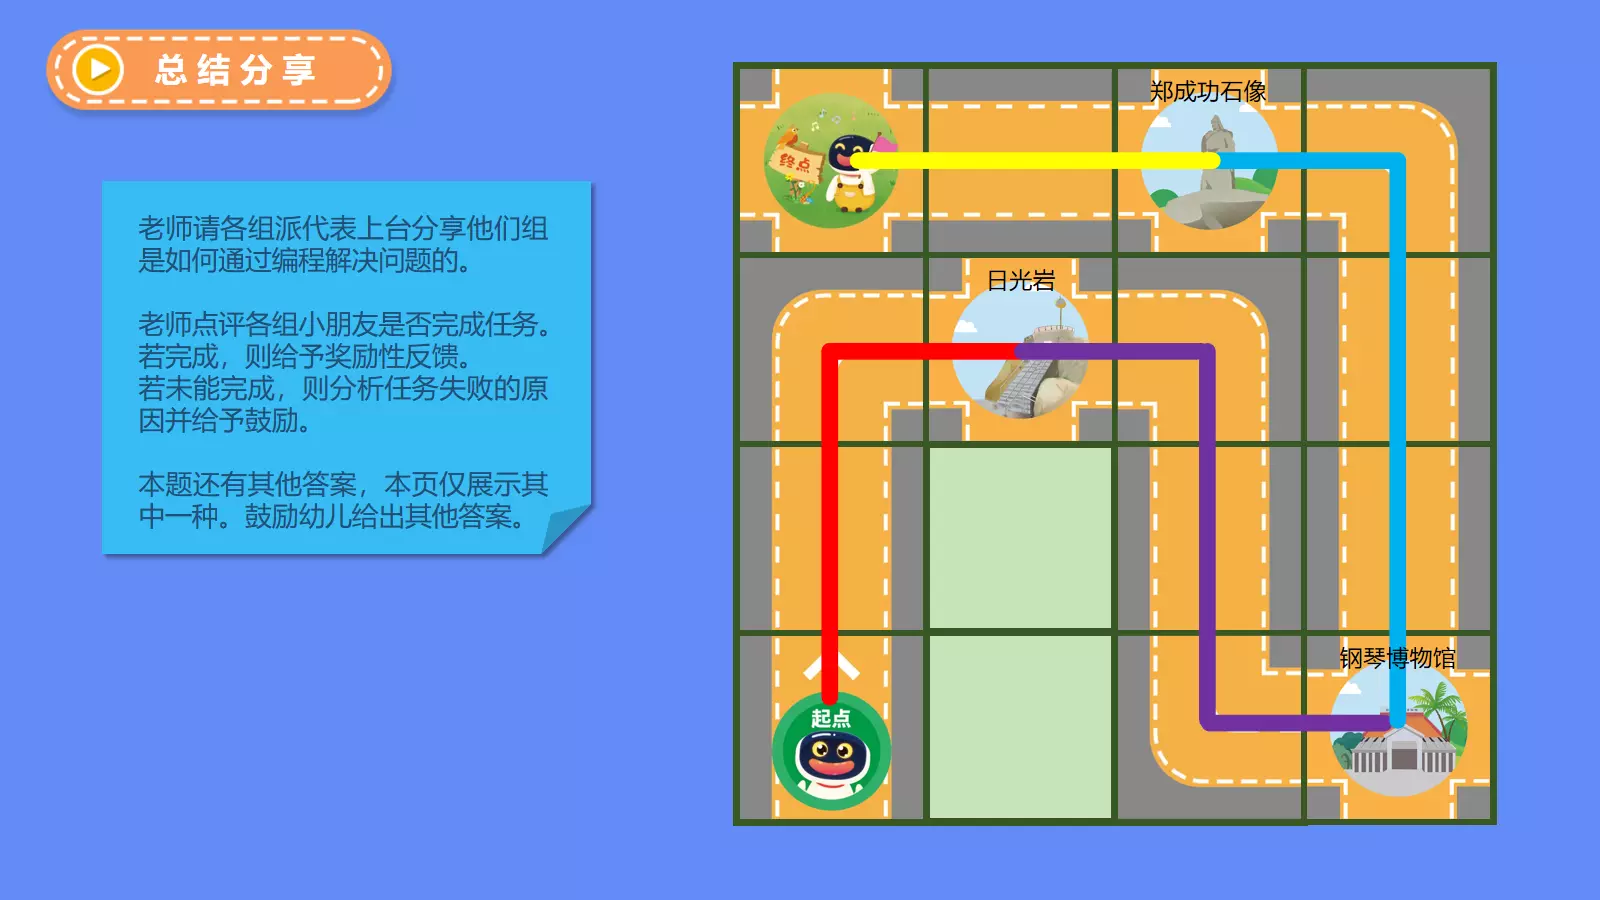 总结分享
老师请各组派代表上台分享他们组
是如何通过编程解决问题的。
老师点评各组小朋友是否完成任务。
若完成，则给予奖励性反馈。
若未能完成，则分析任务失败的原
因并给予鼓励。
本题还有其他答案，本页仅展示其
中一种。鼓励幼儿给出其他答案。
郑成功石像
终点
日光岩
钢琴博物馆
起点